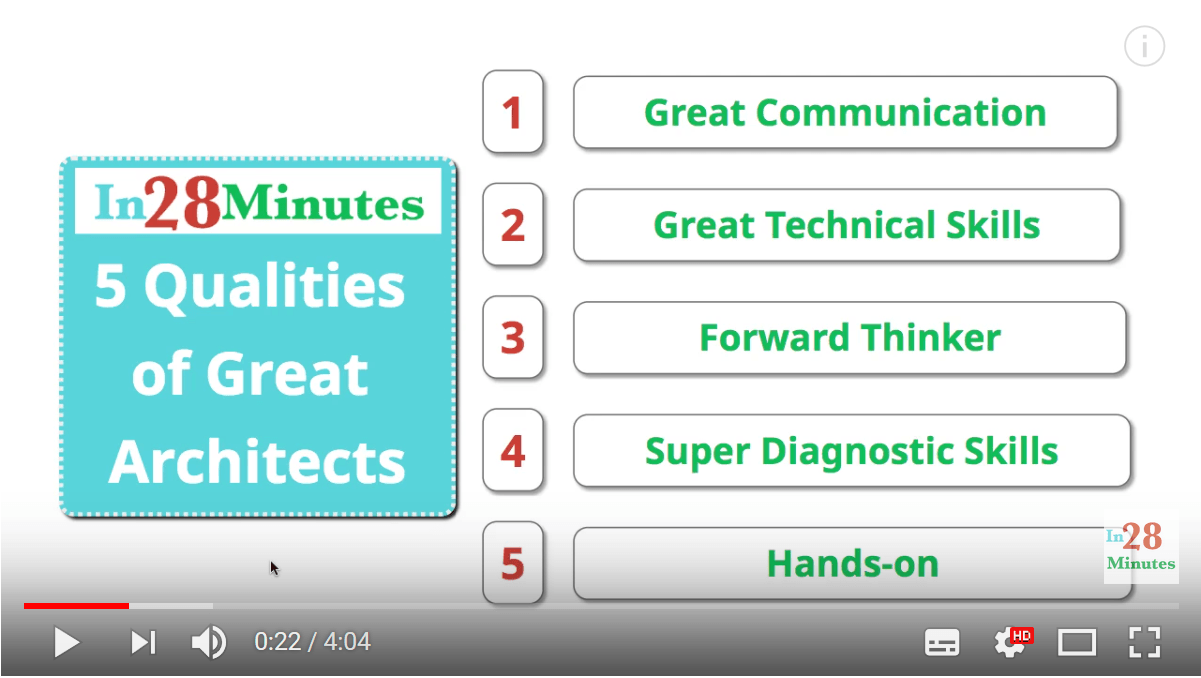 In28Minutes
5 Qualities
of Great
Architects
1 Great Communication
2 Great Technical Skills
3 Forward Thinker
4 Super Diagnostic Skills
5 Hands-on
In28
Minutes
0:22 / 4:04
HD
i